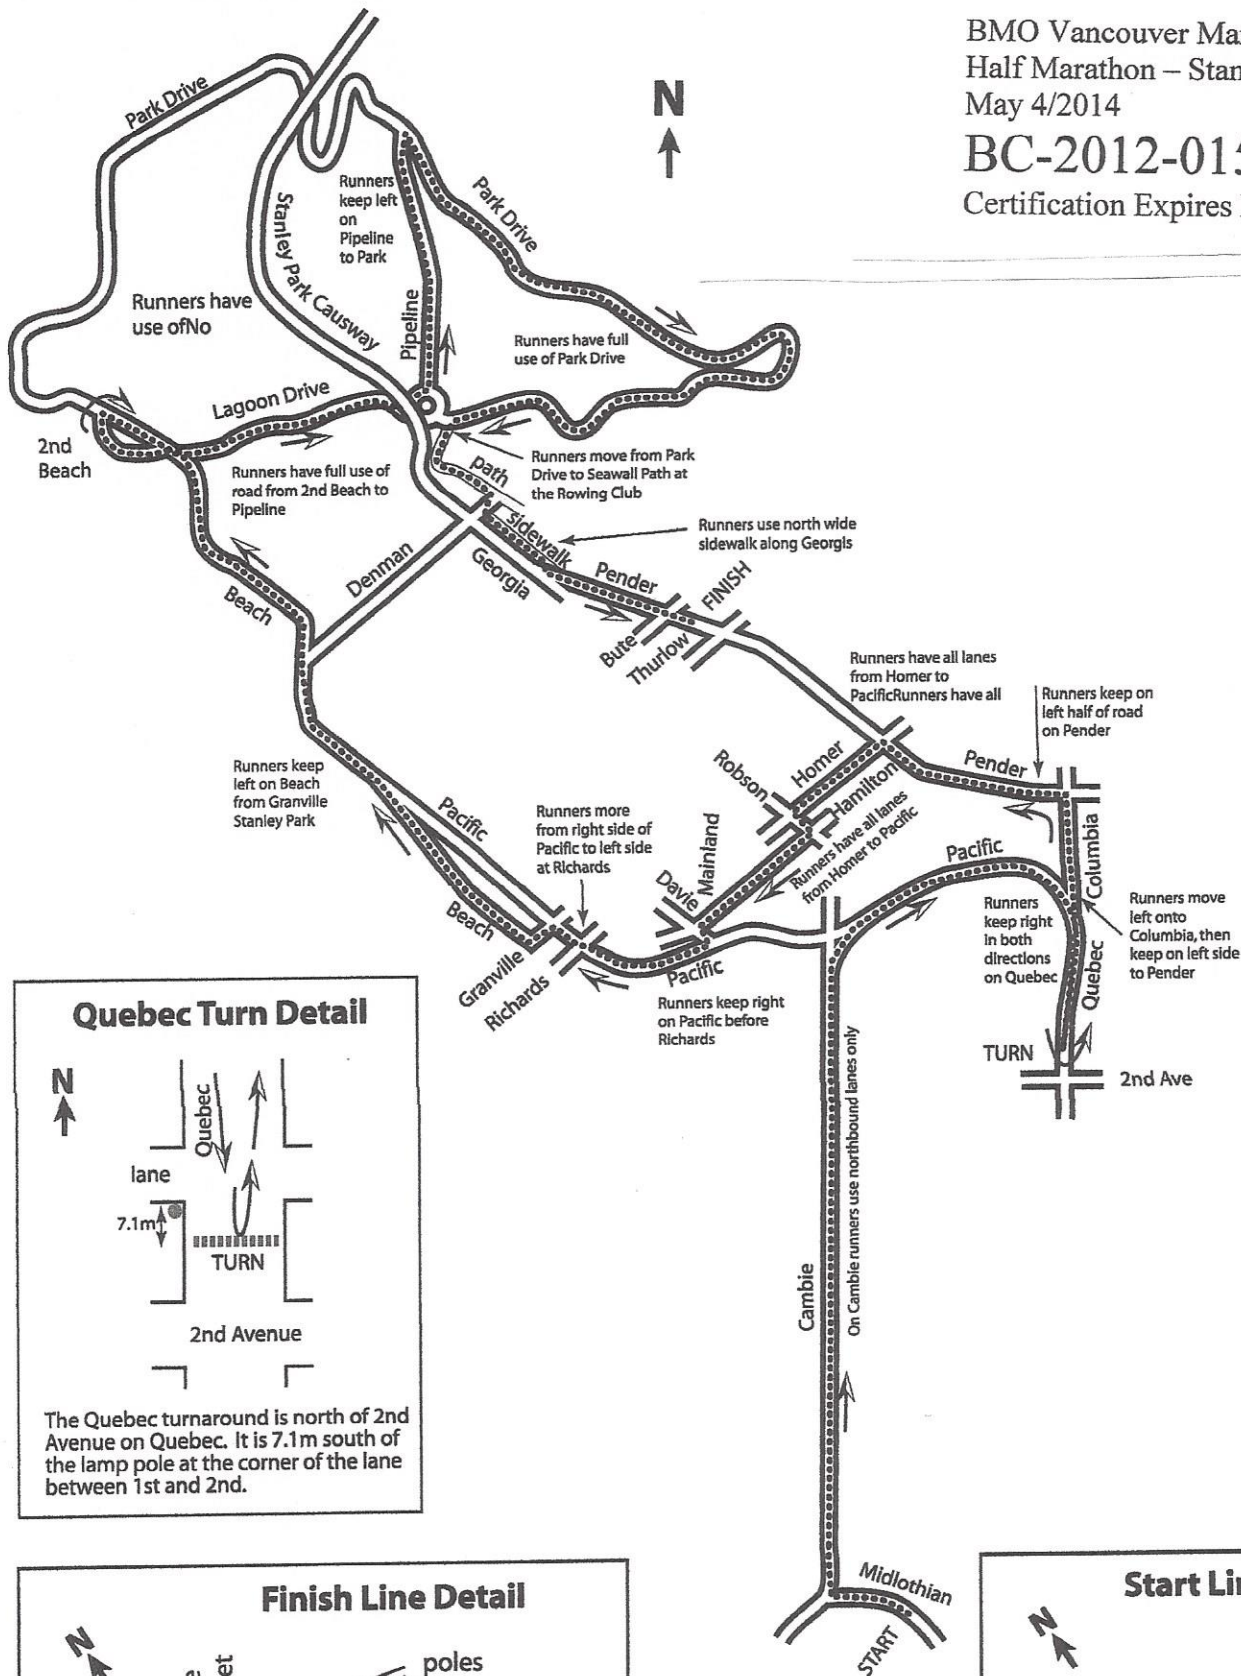 BMO Vancouver
Half Marathon –
May 4/2014
BC-2012-015
Certification Expires
N
Park Drive
Stanley Park Causway
Runners
keep left
on
Pipeline
to Park
Park Drive
Runners have
use ofNo
Pipeline
Runners have full
use of Park Drive
Lagoon Drive
2nd
Beach
Runners have full use of
road from 2nd Beach to
Pipeline
path
Runners move from Park
Drive to Seawall Path at
the Rowing Club
sidewalk
Runners use north wide
sidewalk along Georgis
Denman
Georgia
Pender
FINISH
Beach
Bute
Thurlow
Runners have all lanes
from Homer to
PacificRunners have all
Runners keep on
left half of road
on Pender
Runners keep
left on Beach
from Granville
Stanley Park
Pacific
Runners more
from right side of
Pacific to left side
at Richards
Robson
Homer
Hamilton
Pender
Mainland
Runners have all lanes
from Homer to Pacific
Davie
Pacific
Columbia
Beach
Granville
Richards
Pacific
Runners keep right
on Pacific before
Richards
Runners
keep right
in both
directions
on Quebec
Quebec
Runners move
left onto
Columbia, then
keep on left side
to Pender
TURN
2nd Ave
Quebec Turn Detail
N
Quebec
lane
7.1m
TURN
2nd Avenue
The Quebec turnaround is north of 2nd
Avenue on Quebec. It is 7.1m south of
the lamp pole at the corner of the lane
between 1st and 2nd.
Cambie
On Cambie runners use northbound lanes only
Midlothian
START
Finish Line Detail
N
poles
Start
N